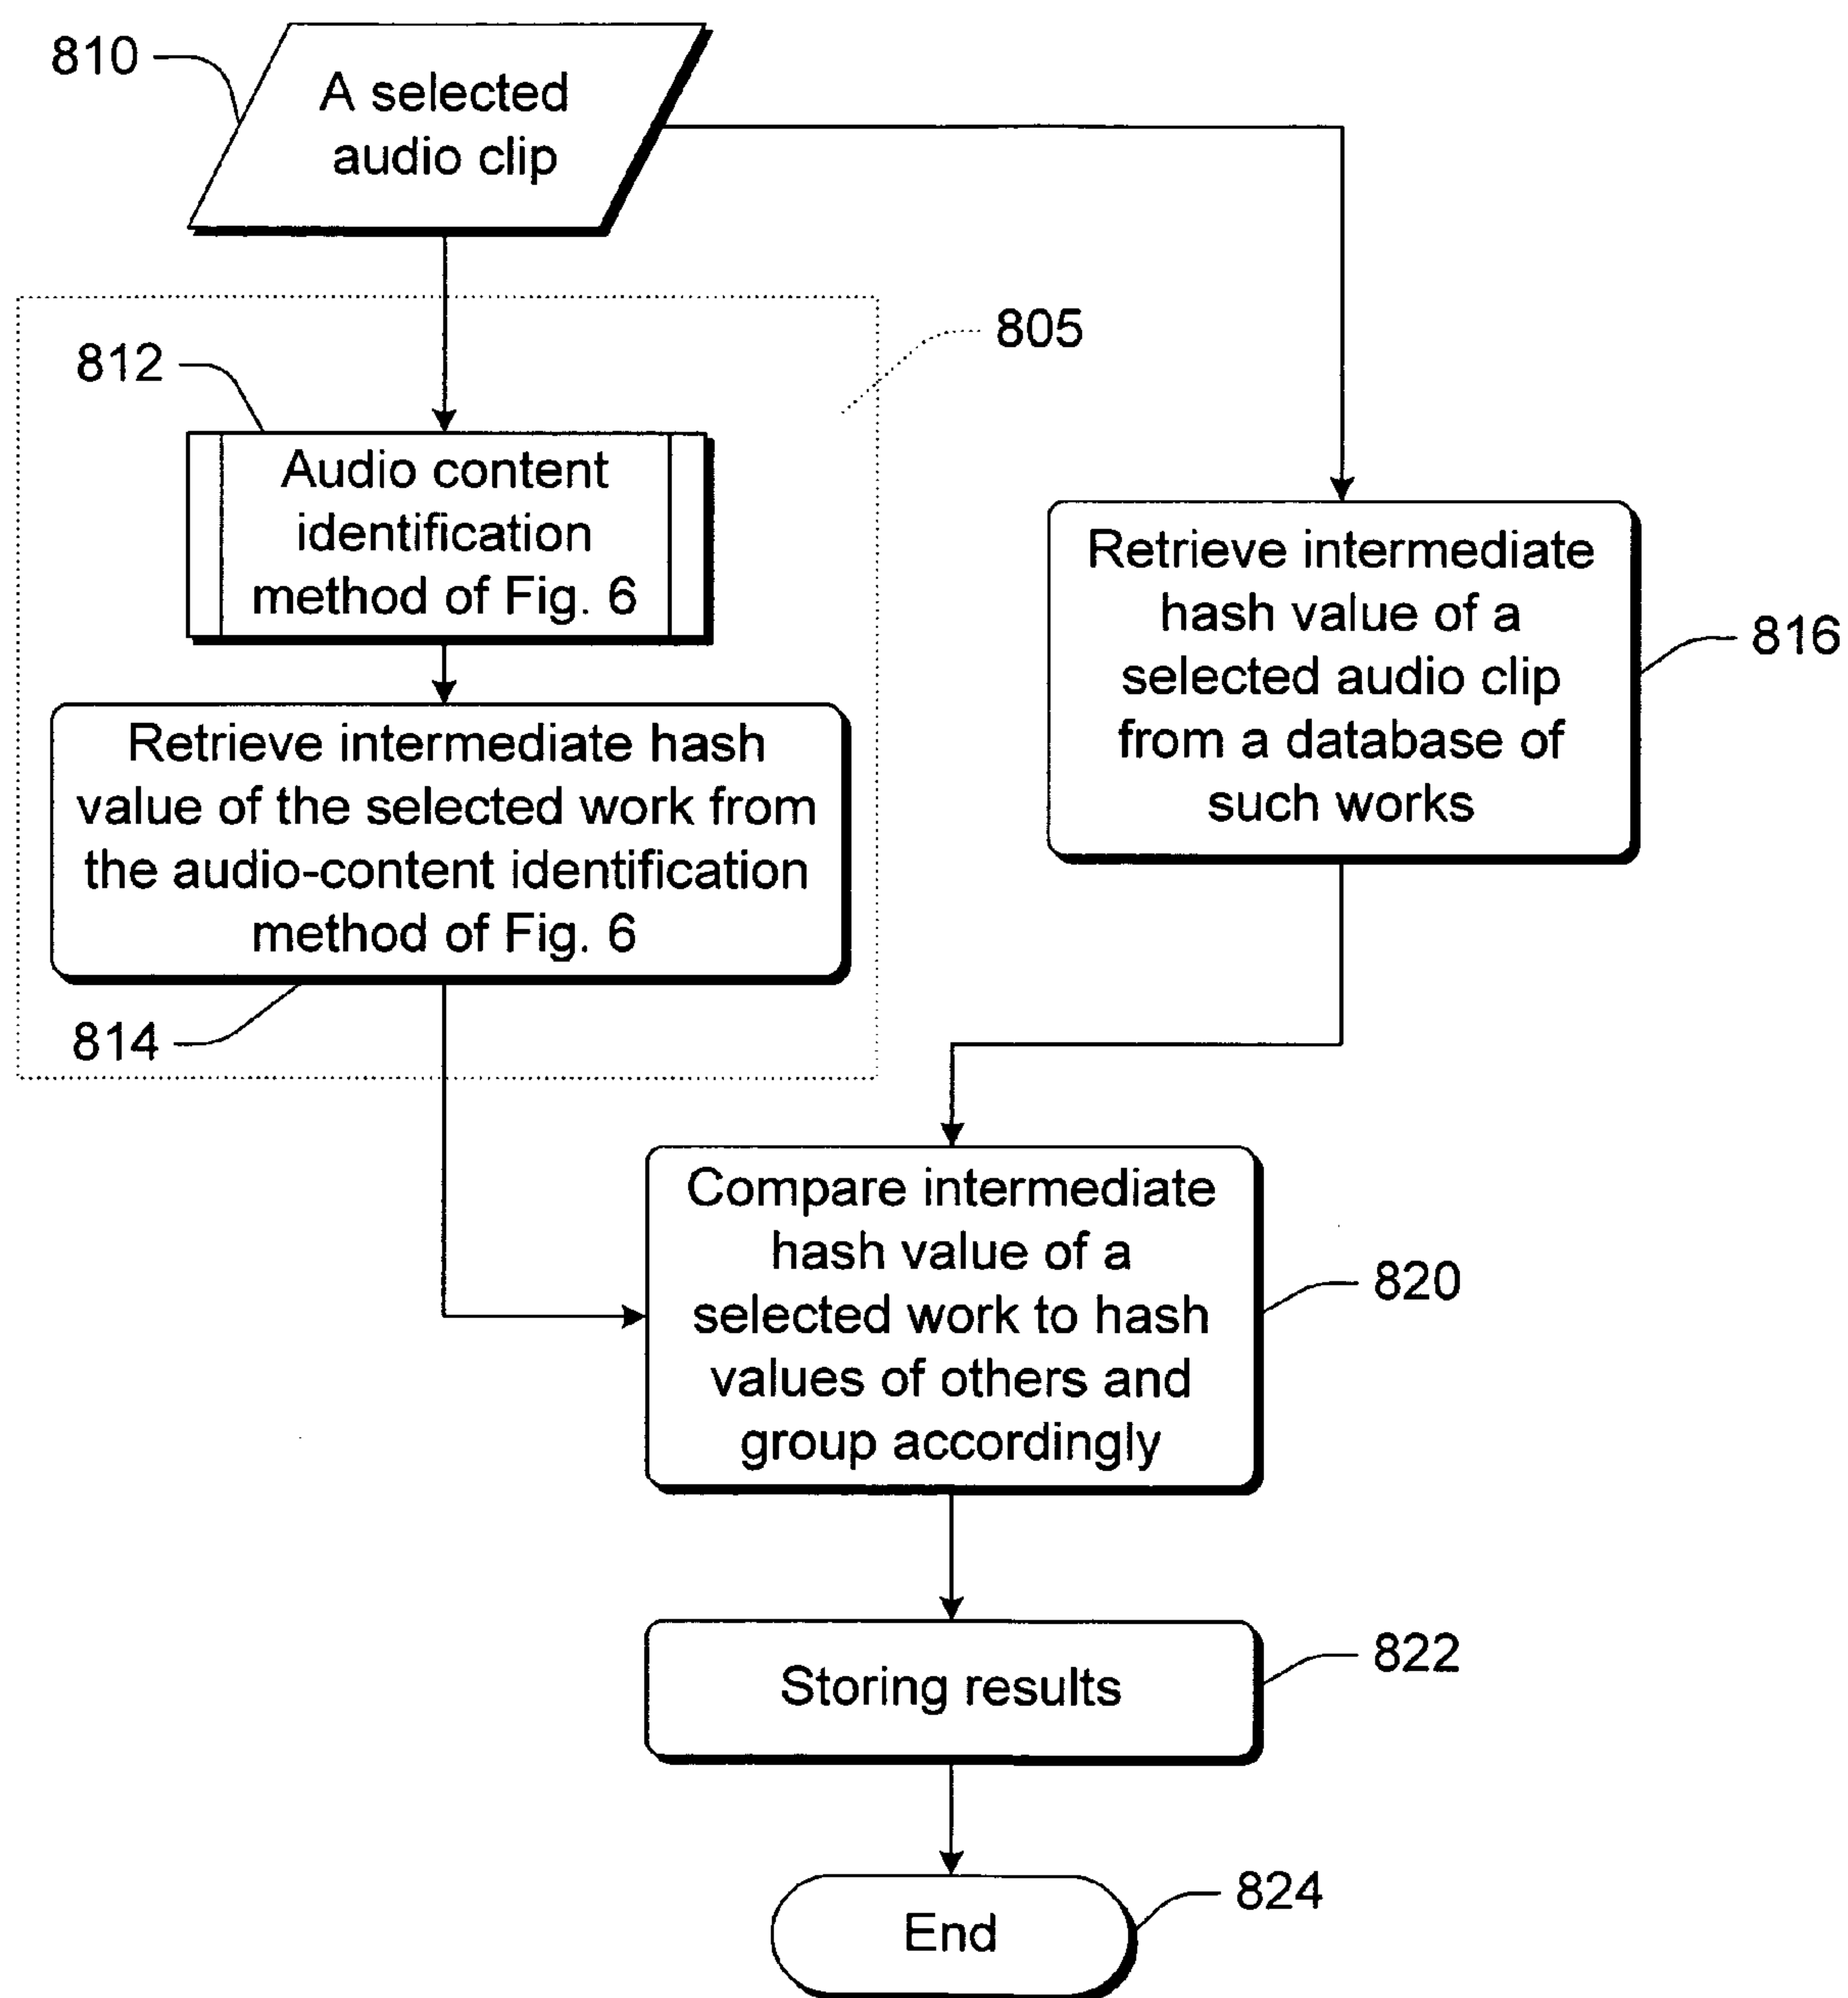 810
A selected
audio clip
805
812
Audio content
identification
method of Fig. 6
Retrieve intermediate hash
value of the selected work from
the audio-content identification
method of Fig. 6
814
Retrieve intermediate
hash value of a
selected audio clip
from a database of
such works
816
Compare intermediate
hash value of a
selected work to hash
values of others and
group accordingly
820
Storing results
822
End
824